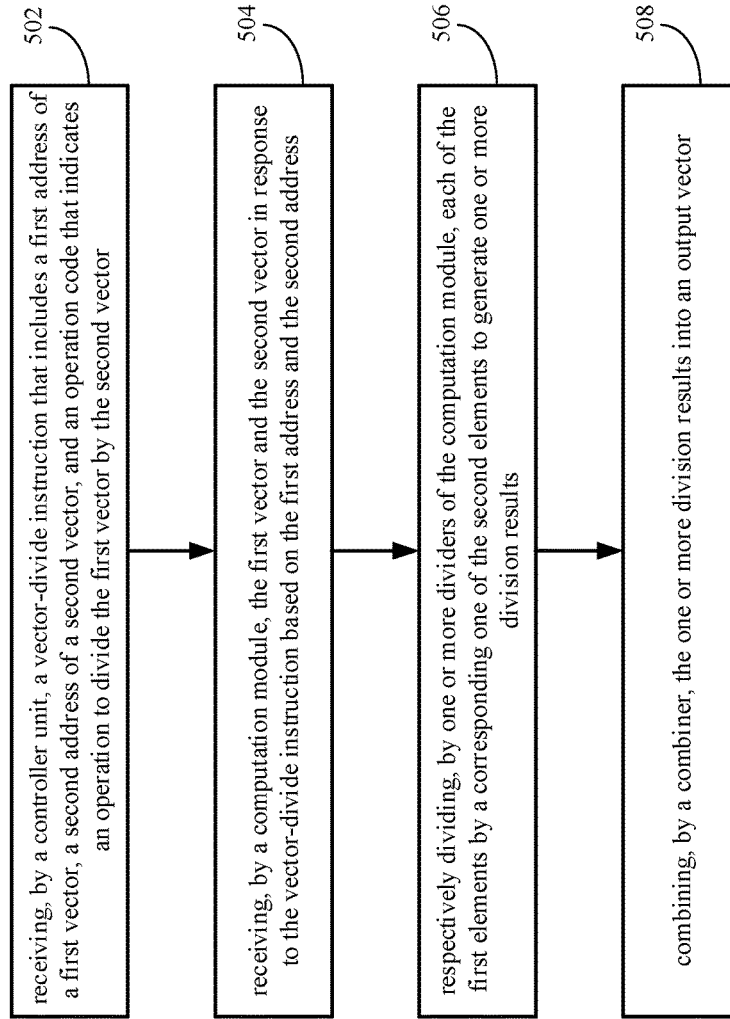 502
receiving, by a controller unit, a vector-divide instruction that includes a first address of
a first vector, a second address of a second vector, and an operation code that indicates
an operation to divide the first vector by the second vector
504
receiving, by a computation module, the first vector and the second vector in response
to the vector-divide instruction based on the first address and the second address
506
respectively dividing, by one or more dividers of the computation module, each of the
first elements by a corresponding one of the second elements to generate one or more
division results
508
combining, by a combiner, the one or more division results into an output vector